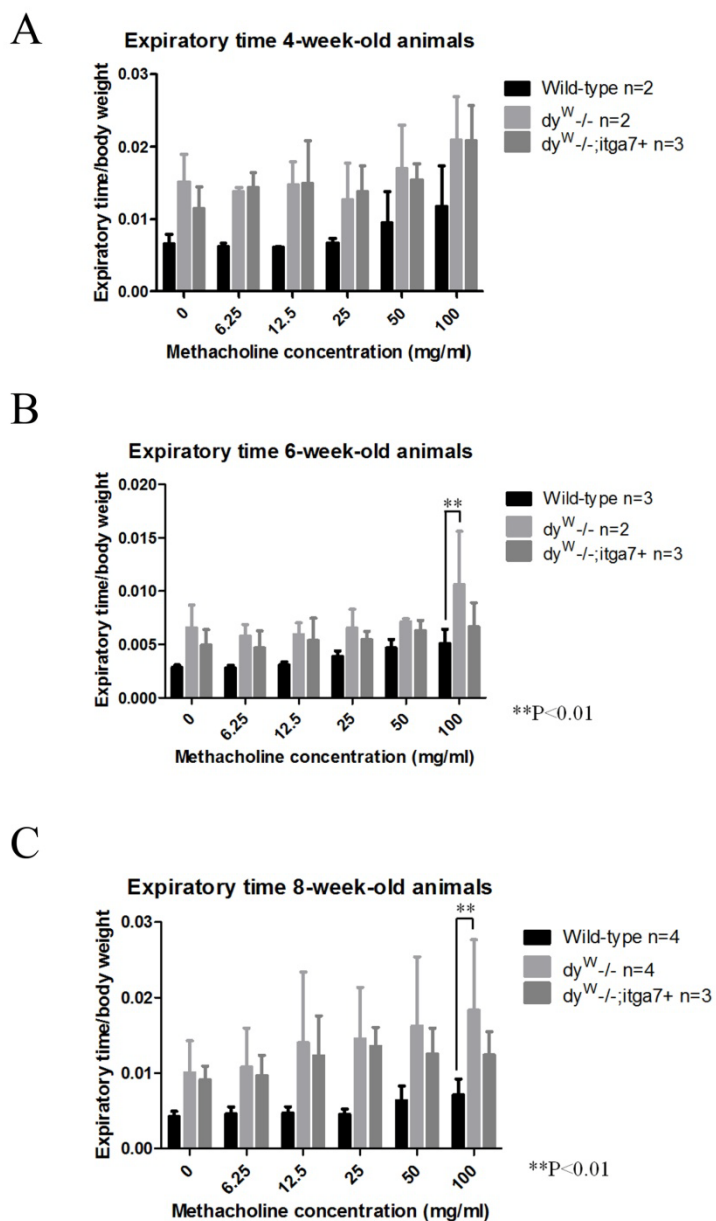 A
Expiratory time 4-week-old animals
Expiratory time/body weight
0.03
0.02
0.01
0.00
0
6.25
12.5
25
50
100
Methacholine concentration (mg/ml)
Wild-type n=2
dyW-/- n=2
dyW-/-;itga7+ n=3
B
Expiratory time 6-week-old animals
Expiratory time/body weight
0.020
0.015
0.010
0.005
0.000
**
0
6.25
12.5
25
50
100
Methacholine concentration (mg/ml)
Wild-type n=3
dyW-/- n=2
dyW-/-;itga7+ n=3
**P<0.01
C
Expiratory time 8-week-old animals
Expiratory time/body weight
0.03
0.02
0.01
0.00
**
0
6.25
12.5
25
50
100
Methacholine concentration (mg/ml)
Wild-type n=4
dyW-/- n=4
dyW-/-;itga7+ n=3
**P<0.01